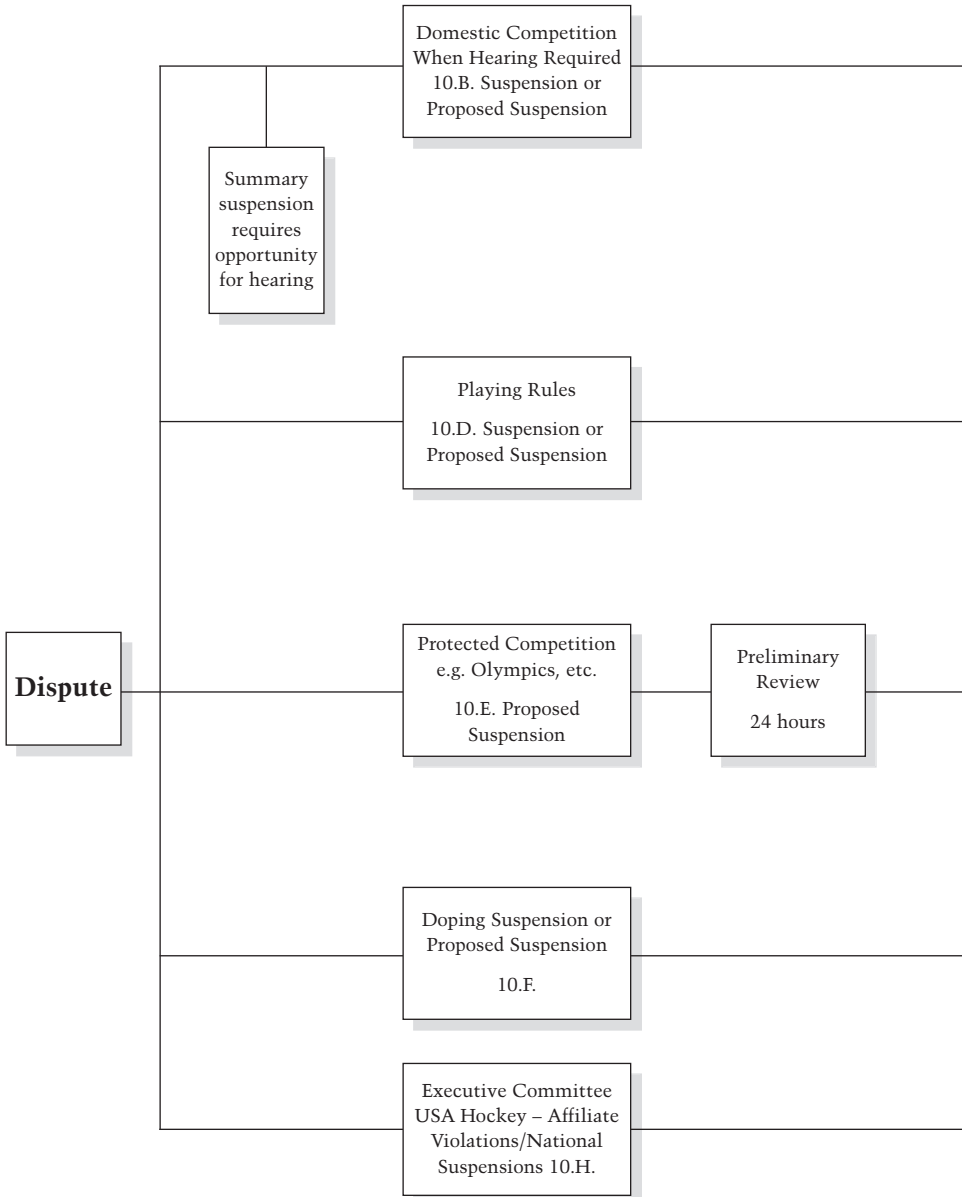 Domestic Competition
When Hearing Required
10.B. Suspension or
Proposed Suspension
Summary
suspension
requires
opportunity
for hearing
Playing Rules
10.D. Suspension or
Proposed Suspension
Dispute
Protected Competition
e.g. Olympics, etc.
10.E. Proposed
Suspension
Preliminary
Review
24 hours
Doping Suspension or
Proposed Suspension
10.F.
Executive Committee
USA Hockey – Affiliate
Violations/National
Suspensions 10.H.